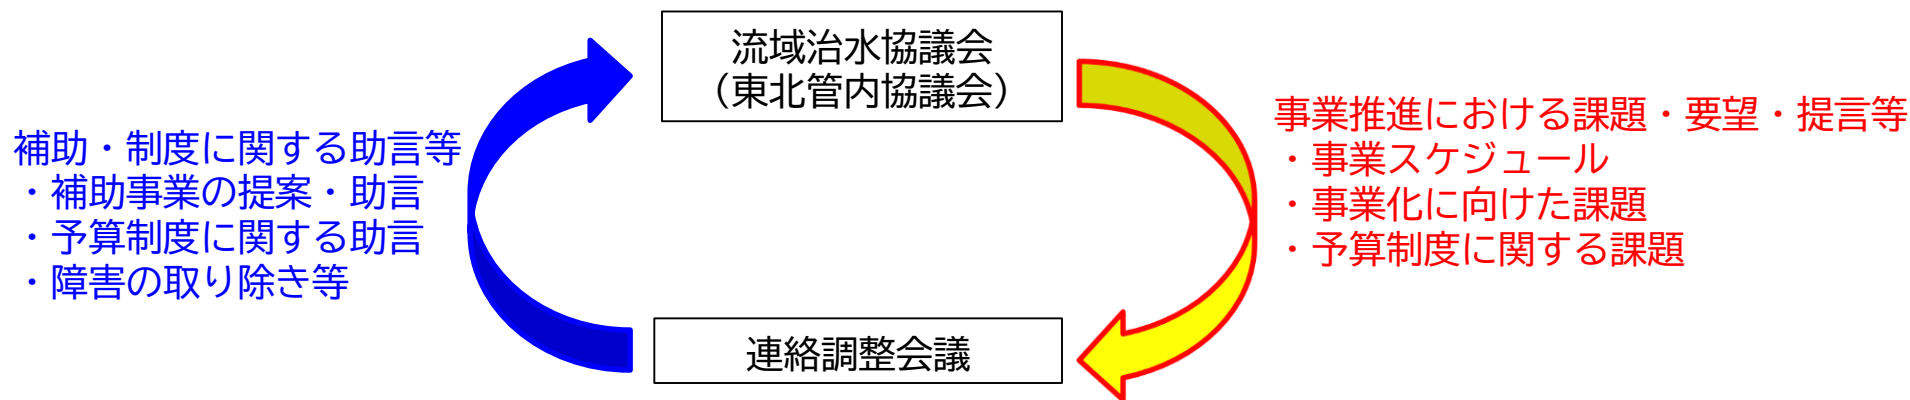 流域治水協議会
（東北管内協議会）
補助・制度に関する助言等
・補助事業の提案・助言
・予算制度に関する助言
・障害の取り除き等
事業推進における課題・要望・提言等
・事業スケジュール
・事業化に向けた課題
・予算制度に関する課題
連絡調整会議